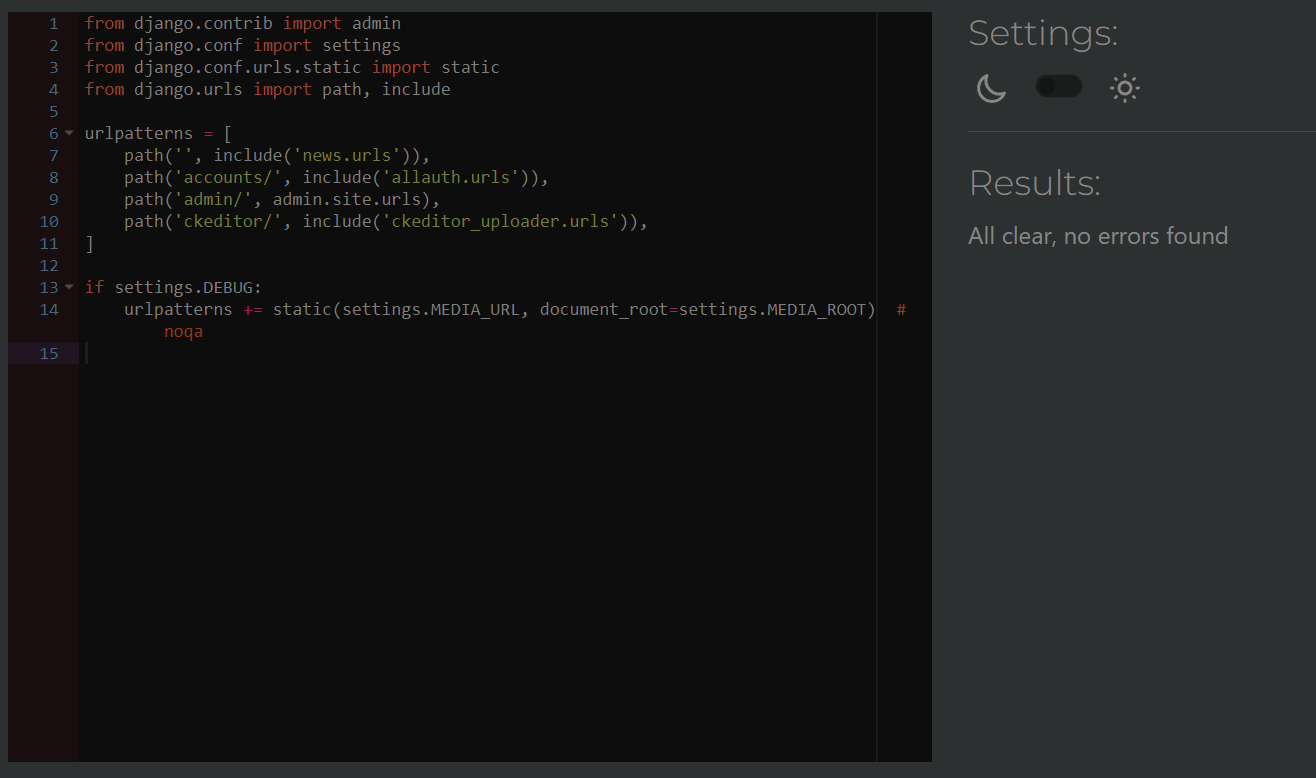 1 from django.contrib import admin
2 from django.conf import settings
3 from django.conf.urls.static import static
4 from django.urls import path, include
5
6 urlpatterns = [
7     path('', include('news.urls')),
8     path('accounts/', include('allauth.urls')),
9     path('admin/', admin.site.urls),
10     path('ckeditor/', include('ckeditor_uploader.urls')),
11 ]
12
13 if settings.DEBUG:
14     urlpatterns += static(settings.MEDIA_URL, document_root=settings.MEDIA_ROOT)  #
noqa
15
Settings:
Results:
All clear, no errors found